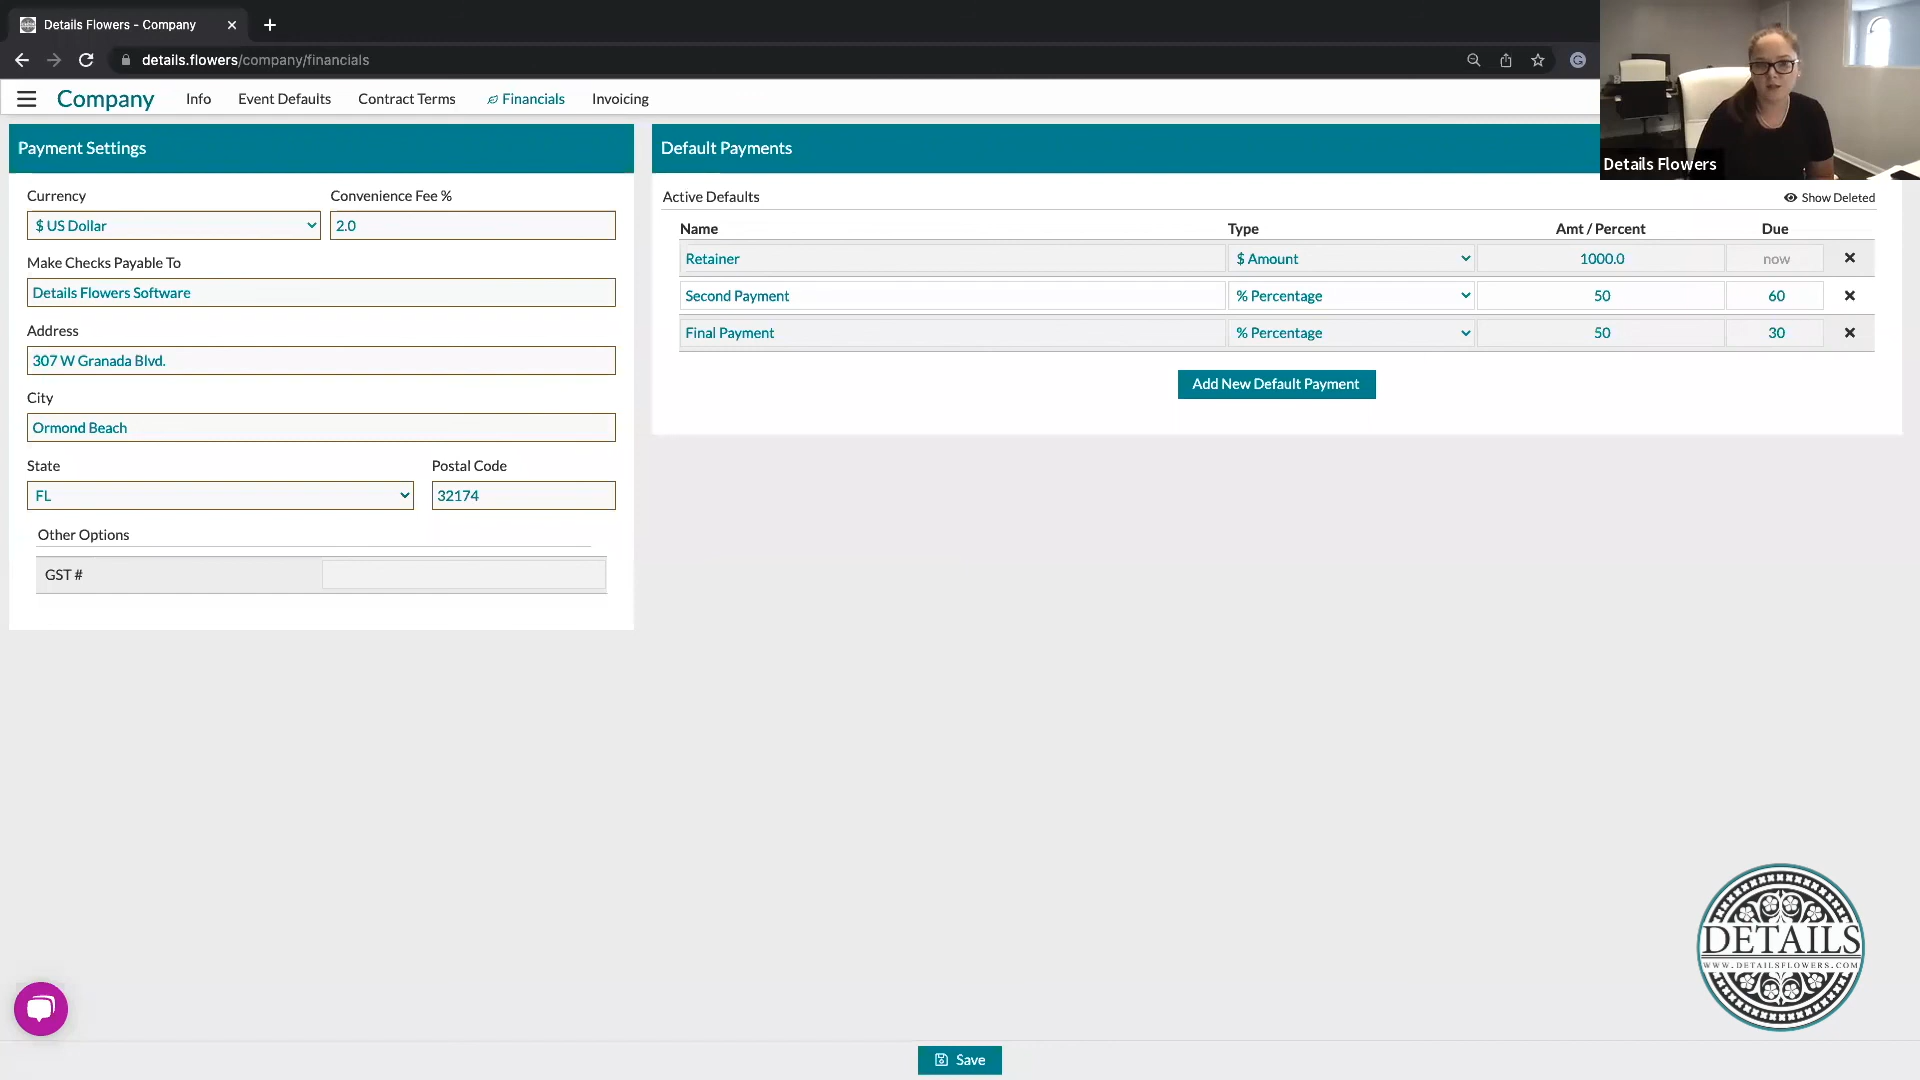 Details Flowers - Company
details.flowers/company/financials
Company Info Event Defaults Contract Terms Financials Invoicing
Details Flowers
Payment Settings
Currency Convenience Fee %
$ US Dollar 2.0
Make Checks Payable To
Details Flowers Software
Address
307 W Granada Blvd.
City
Ormond Beach
State Postal Code
FL 32174
Other Options
GST #
Default Payments
Active Defaults Show Deleted
Name Type Amt / Percent Due
Retainer $ Amount 1000.0 now
Second Payment % Percentage 50 60
Final Payment % Percentage 50 30
Add New Default Payment
DETAILS
WWW.DETAILSFLOWERS.COM
Save